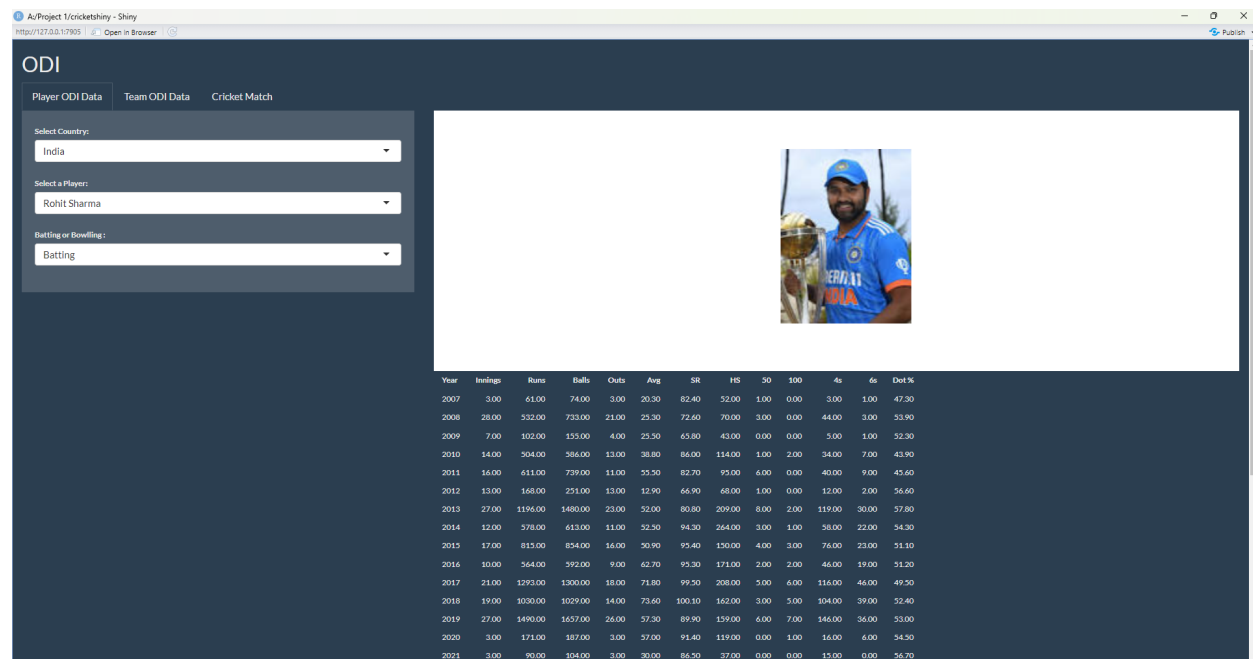 A:/Project 1/cricketshiny - Shiny
http://127.0.0.1:7905 Open in Browser Publish
ODI
Player ODI Data Team ODI Data Cricket Match
Select Country:
India
Select a Player:
Rohit Sharma
Batting or Bowlling :
Batting
INDIA
Year Innings Runs Balls Outs Avg SR HS 50 100 4s 6s Dot%
2007 3.00 61.00 74.00 3.00 20.30 82.40 52.00 1.00 0.00 3.00 1.00 47.30
2008 28.00 532.00 733.00 21.00 25.30 72.60 70.00 3.00 0.00 44.00 3.00 53.90
2009 7.00 102.00 155.00 4.00 25.50 65.80 43.00 0.00 0.00 5.00 1.00 52.30
2010 14.00 504.00 586.00 13.00 38.80 86.00 114.00 1.00 2.00 34.00 7.00 43.90
2011 16.00 611.00 739.00 11.00 55.50 82.70 95.00 6.00 0.00 40.00 9.00 45.60
2012 13.00 168.00 251.00 13.00 12.90 66.90 68.00 1.00 0.00 12.00 2.00 56.60
2013 27.00 1196.00 1480.00 23.00 52.00 80.80 209.00 8.00 2.00 119.00 30.00 57.80
2014 12.00 578.00 613.00 11.00 52.50 94.30 264.00 3.00 1.00 58.00 22.00 54.30
2015 17.00 815.00 854.00 16.00 50.90 95.40 150.00 4.00 3.00 76.00 23.00 51.10
2016 10.00 564.00 592.00 9.00 62.70 95.30 171.00 2.00 2.00 46.00 19.00 51.20
2017 21.00 1293.00 1300.00 18.00 71.80 99.50 208.00 5.00 6.00 116.00 46.00 49.50
2018 19.00 1030.00 1029.00 14.00 73.60 100.10 162.00 3.00 5.00 104.00 39.00 52.40
2019 27.00 1490.00 1657.00 26.00 57.30 89.90 159.00 6.00 7.00 146.00 36.00 53.00
2020 3.00 171.00 187.00 3.00 57.00 91.40 119.00 0.00 1.00 16.00 6.00 54.50
2021 3.00 90.00 104.00 3.00 30.00 86.50 37.00 0.00 0.00 15.00 0.00 56.70